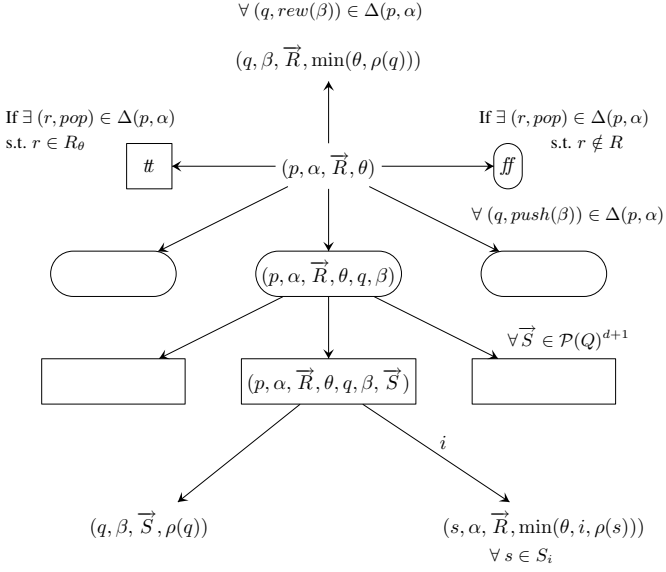 ∀ (q, rew(β)) ∈ Δ(p, α)
(q, β, R⃗, min(θ, ρ(q)))
If ∃ (r, pop) ∈ Δ(p, α)
s.t. r ∈ R_θ
If ∃ (r, pop) ∈ Δ(p, α)
s.t. r ∉ R
tt
(p, α, R⃗, θ)
ff
∀ (q, push(β)) ∈ Δ(p, α)
(p, α, R⃗, θ, q, β)
∀S⃗ ∈ 𝒫(Q)^{d+1}
(p, α, R⃗, θ, q, β, S⃗)
i
(q, β, S⃗, ρ(q))
(s, α, R⃗, min(θ, i, ρ(s)))
∀ s ∈ S_i